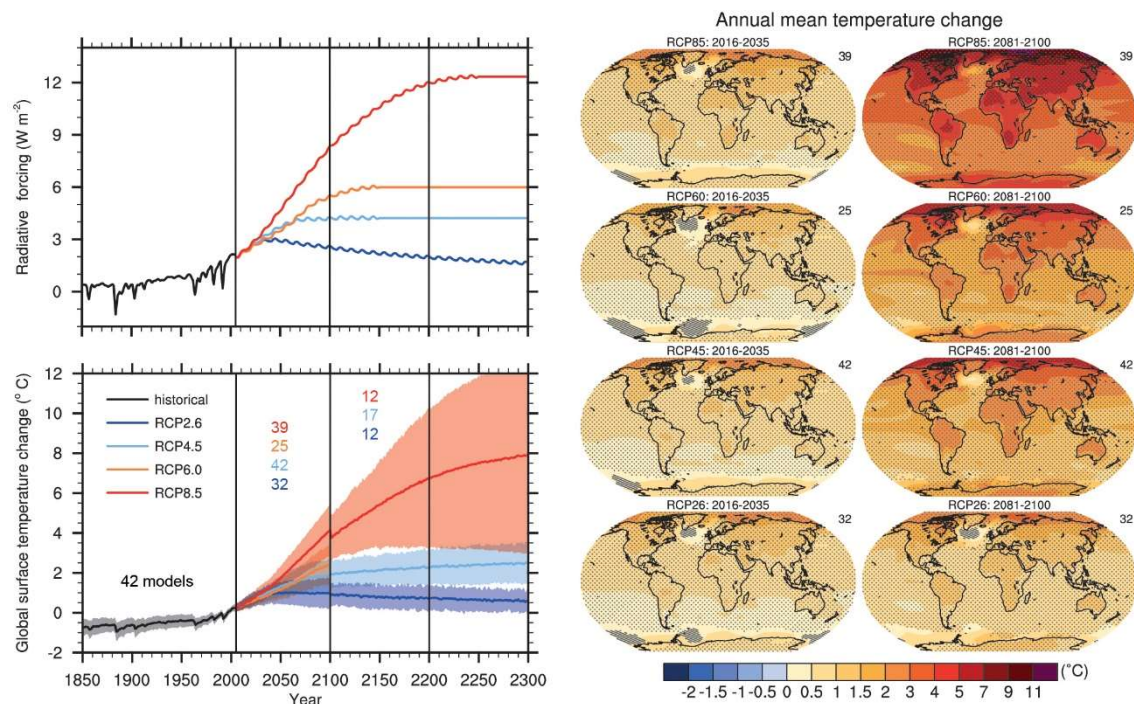 12
9
6
3
0
Radiative forcing (W m-2)
12
10
8
6
4
2
0
-2
Global surface temperature change (° C)
historical
RCP2.6
RCP4.5
RCP6.0
RCP8.5
39
25
42
32
12
17
12
42 models
1850 1900 1950 2000 2050 2100 2150 2200 2250 2300
Year
Annual mean temperature change
RCP85: 2016-2035 39
RCP85: 2081-2100 39
RCP60: 2016-2035 25
RCP60: 2081-2100 25
RCP45: 2016-2035 42
RCP45: 2081-2100 42
RCP26: 2016-2035 32
RCP26: 2081-2100 32
-2 -1.5 -1 -0.5 0 0.5 1 1.5 2 3 4 5 7 9 11 (°C)